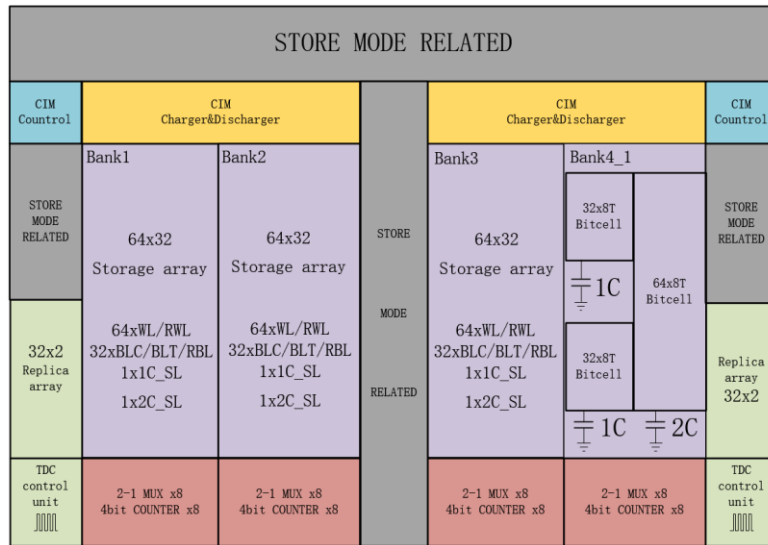 STORE MODE RELATED
CIM
Countrol
CIM
Charger&Discharger
CIM
Charger&Discharger
CIM
Countrol
STORE
MODE
RELATED
Bank1
64x32
Storage array
64xWL/RWL
32xBLC/BLT/RBL
1x1C_SL
1x2C_SL
Bank2
64x32
Storage array
64xWL/RWL
32xBLC/BLT/RBL
1x1C_SL
1x2C_SL
STORE
MODE
RELATED
Bank3
64x32
Storage array
64xWL/RWL
32xBLC/BLT/RBL
1x1C_SL
1x2C_SL
Bank4_1
32x8T
Bitcell
1C
32x8T
Bitcell
1C
64x8T
Bitcell
2C
STORE
MODE
RELATED
32x2
Replica
array
Replica
array
32x2
TDC
control
unit
2-1 MUX x8
4bit COUNTER x8
2-1 MUX x8
4bit COUNTER x8
2-1 MUX x8
4bit COUNTER x8
2-1 MUX x8
4bit COUNTER x8
TDC
control
unit